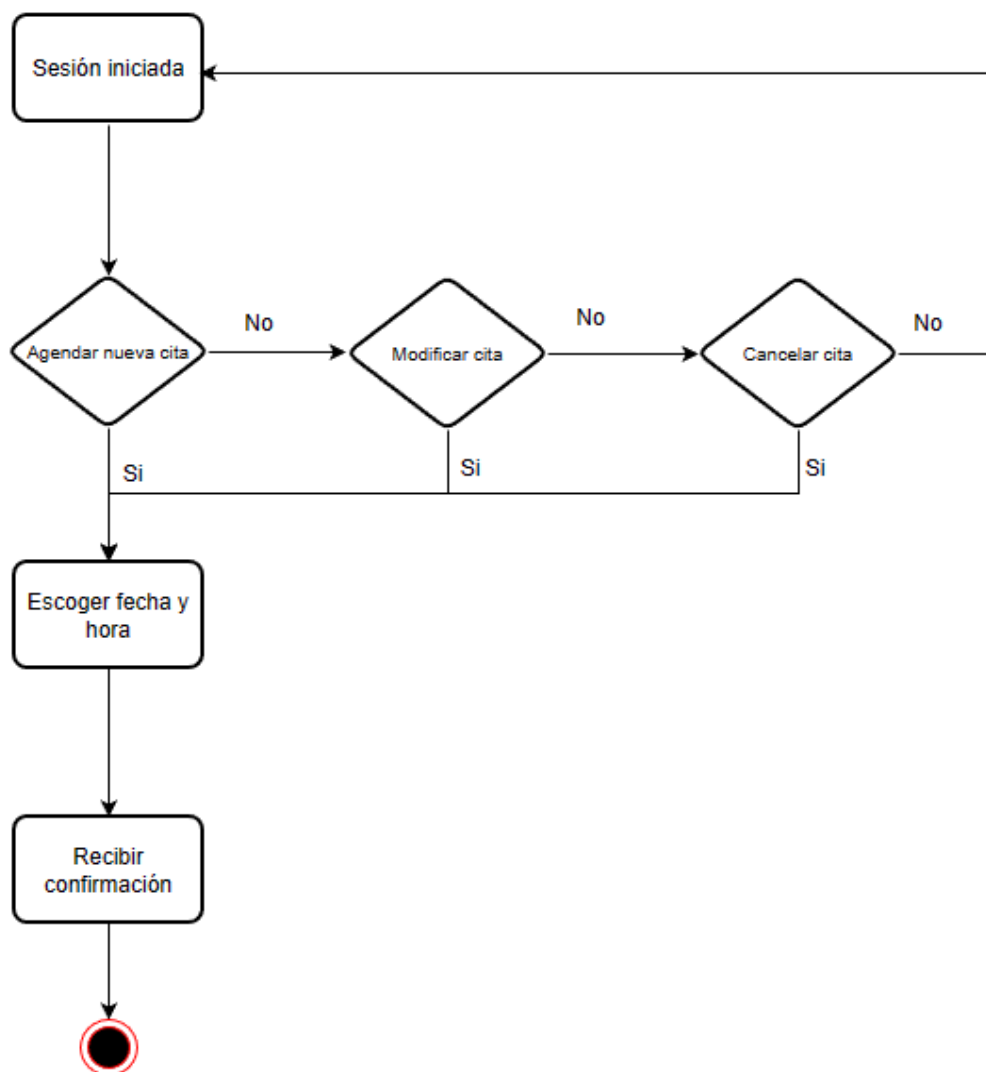 Sesión iniciada
Agendar nueva cita
No
Modificar cita
No
Cancelar cita
No
Si
Si
Si
Escoger fecha y
hora
Recibir
confirmación